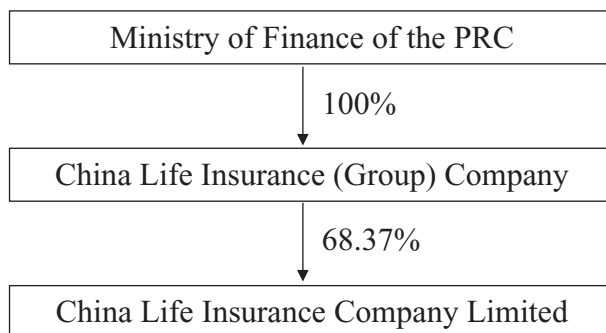 Ministry of Finance of the PRC
100%
China Life Insurance (Group) Company
68.37%
China Life Insurance Company Limited